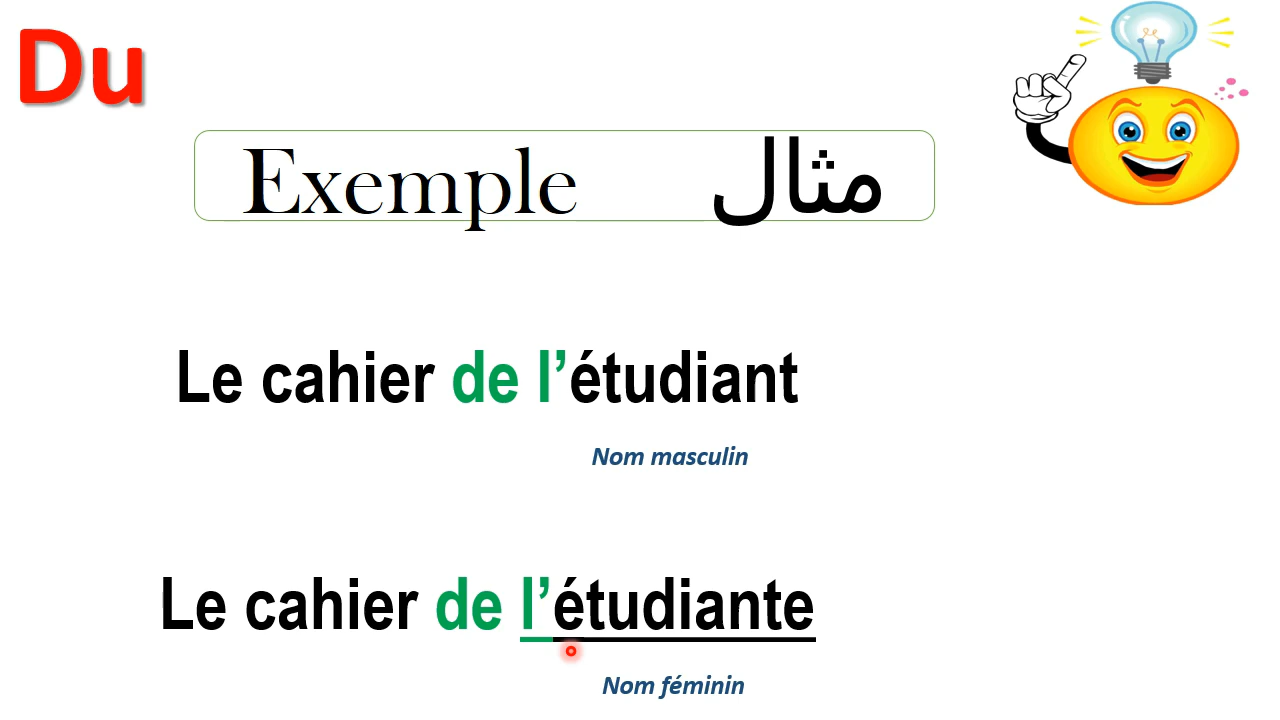 Du
Exemple مثال
Le cahier de l’étudiant
Nom masculin
Le cahier de l’étudiante
Nom féminin